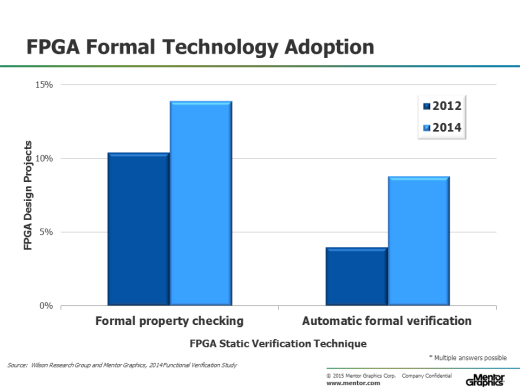 FPGA Formal Technology Adoption
15%
2012
2014
10%
5%
0%
FPGA Design Projects
Formal property checking
Automatic formal verification
FPGA Static Verification Technique
* Multiple answers possible
Source: Wilson Research Group and Mentor Graphics, 2014 Functional Verification Study
© 2015 Mentor Graphics Corp. Company Confidential
www.mentor.com
Mentor
Graphics